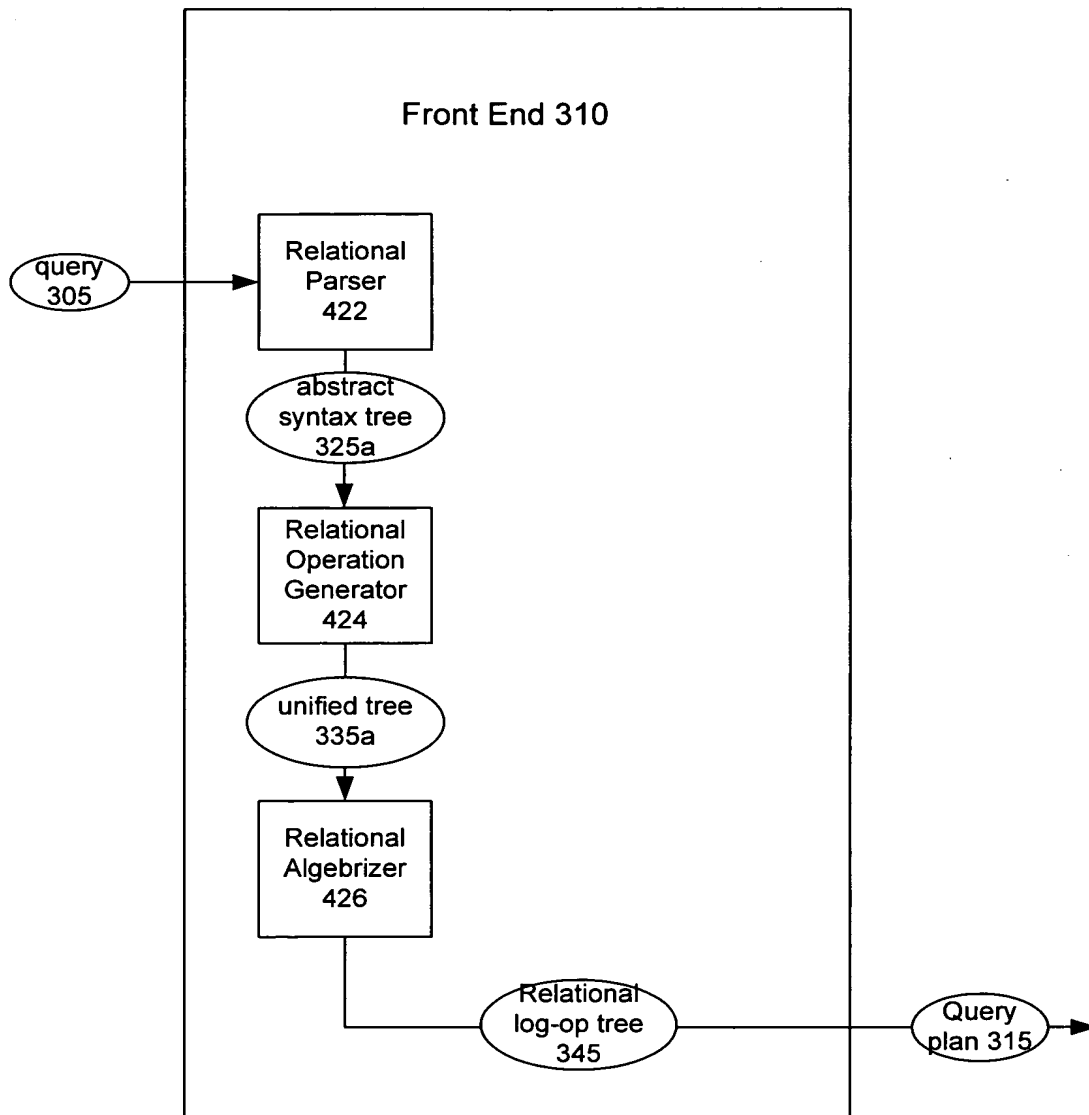 Front End 310
query
305
Relational
Parser
422
abstract
syntax tree
325a
Relational
Operation
Generator
424
unified tree
335a
Relational
Algebrizer
426
Relational
log-op tree
345
Query
plan 315